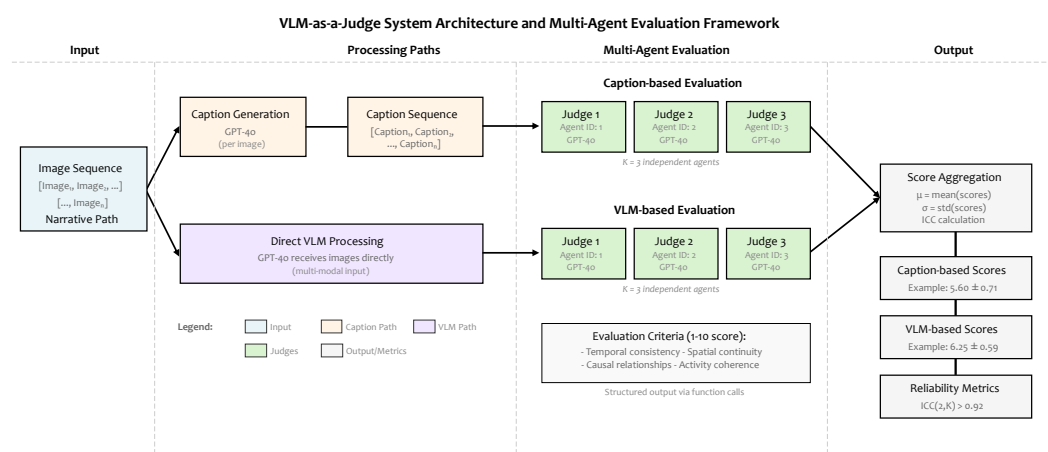 VLM-as-a-Judge System Architecture and Multi-Agent Evaluation Framework
Input
Processing Paths
Multi-Agent Evaluation
Output
Image Sequence
[Image₁, Image₂, ...]
[..., Imageₙ]
Narrative Path
Caption Generation
GPT-4o
(per image)
Caption Sequence
[Caption₁, Caption₂,
..., Captionₙ]
Direct VLM Processing
GPT-4o receives images directly
(multi-modal input)
Legend:
Input
Caption Path
VLM Path
Judges
Output/Metrics
Caption-based Evaluation
Judge 1
Agent ID: 1
GPT-4o
Judge 2
Agent ID: 2
GPT-4o
Judge 3
Agent ID: 3
GPT-4o
K = 3 independent agents
VLM-based Evaluation
Judge 1
Agent ID: 1
GPT-4o
Judge 2
Agent ID: 2
GPT-4o
Judge 3
Agent ID: 3
GPT-4o
K = 3 independent agents
Evaluation Criteria (1-10 score):
- Temporal consistency - Spatial continuity
- Causal relationships - Activity coherence
Structured output via function calls
Score Aggregation
μ = mean(scores)
σ = std(scores)
ICC calculation
Caption-based Scores
Example: 5.60 ± 0.71
VLM-based Scores
Example: 6.25 ± 0.59
Reliability Metrics
ICC(2,K) > 0.92